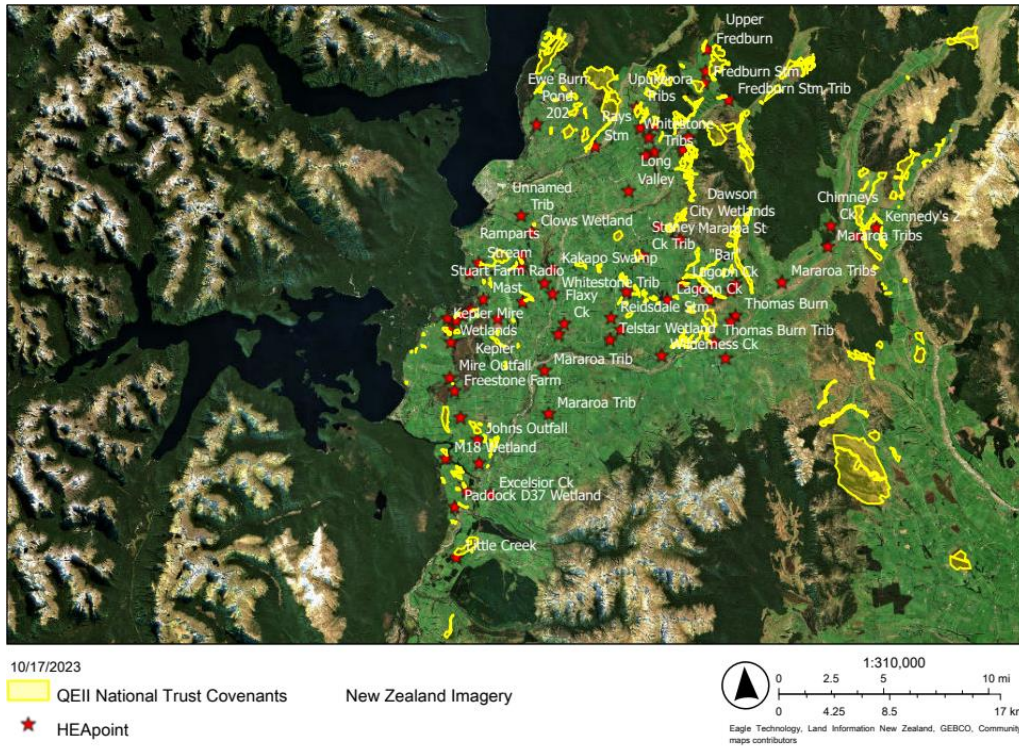 Upper
Fredburn
Ewe Burn
Pond
202
Upukerora
Tribs
Fredburn Stm
Fredburn Stm Trib
Rays
Stm
Whitestone
Tribs
Long
Valley
Unnamed
Trib
Clows Wetland
Dawson
City Wetlands
Chimneys
Ck
Kennedy's 2
Mararoa Tribs
Ramparts
Stream
Stoney
Ck Trib
Mararoa St
"Bar"
Kakapo Swamp
Stuart Farm Radio
Mast
Whitestone Trib
Flaxy
Ck
Lagoon Ck
Lagoon Ck
Mararoa Tribs
Kepler Mire
Wetlands
Reidsdale Stm
Thomas Burn
Telstar Wetland
Thomas Burn Trib
Kepler
Mire Outfall
Mararoa Trib
Wilderness Ck
Freestone Farm
Mararoa Trib
Johns Outfall
M18 Wetland
Excelsior Ck
Paddock D37 Wetland
Little Creek
10/17/2023
QEII National Trust Covenants
New Zealand Imagery
HEApoint
1:310,000
0 2.5 5 10 mi
0 4.25 8.5 17 km
Eagle Technology, Land Information New Zealand, GEBCO, Community
maps contributors